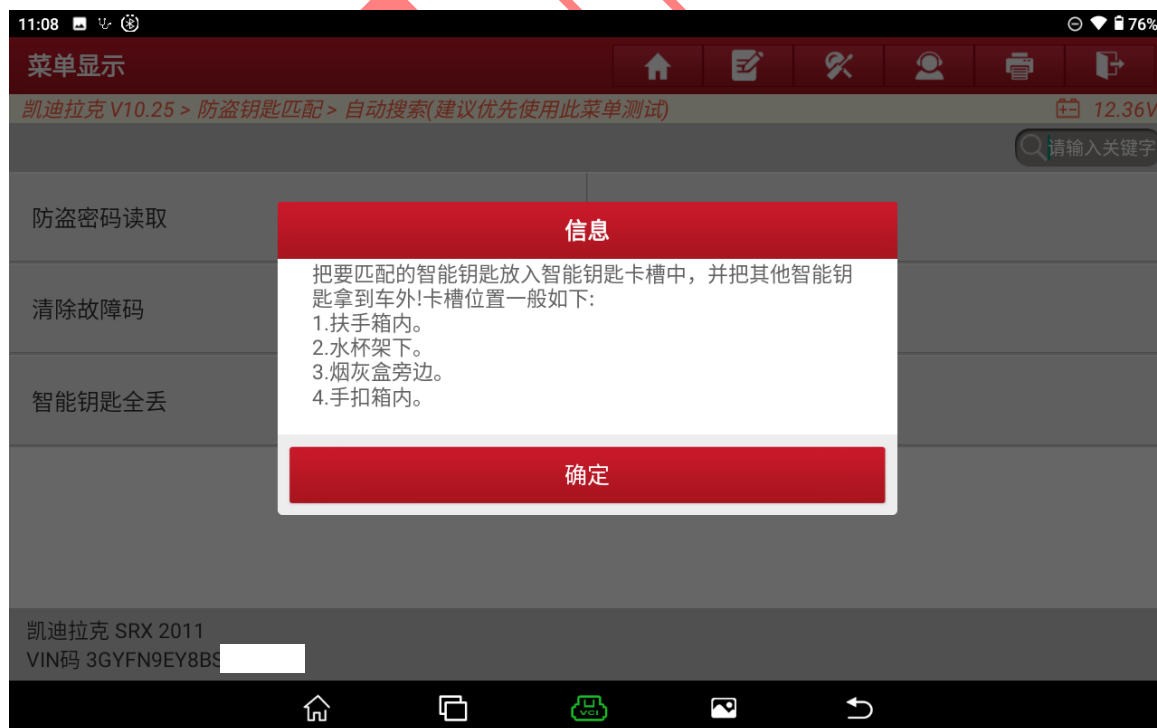 11:08
76%
菜单显示
凯迪拉克 V10.25 > 防盗钥匙匹配 > 自动搜索(建议优先使用此菜单测试)
12.36V
请输入关键字
防盗密码读取
清除故障码
智能钥匙全丢
信息
把要匹配的智能钥匙放入智能钥匙卡槽中，并把其他智能钥
匙拿到车外!卡槽位置一般如下:
1.扶手箱内。
2.水杯架下。
3.烟灰盒旁边。
4.手扣箱内。
确定
凯迪拉克 SRX 2011
VIN码 3GYFN9EY8BS
VCI